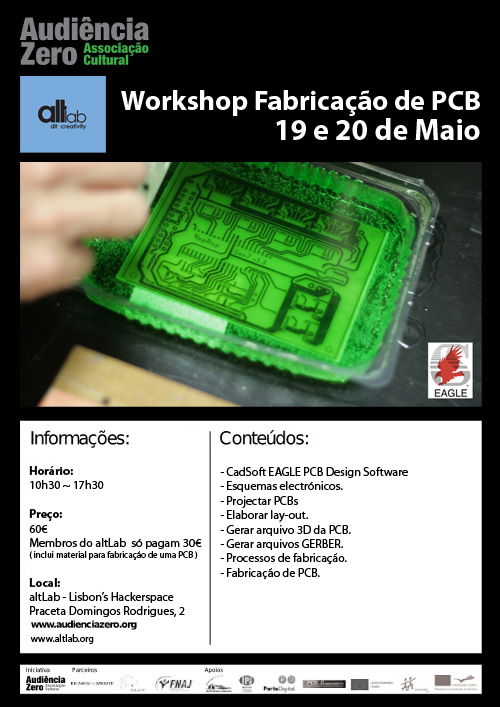 Audiência
Zero Associação
Cultural
altlab
dit creativity
Workshop Fabricação de PCB
19 e 20 de Maio
EAGLE
Informações:
Horário:
10h30 ~ 17h30
Preço:
60€
Membros do altLab só pagam 30€
( inclui material para fabricação de uma PCB )
Local:
altLab - Lisbon's Hackerspace
Praceta Domingos Rodrigues, 2
www.audienciazero.org
www.altlab.org
Conteúdos:
- CadSoft EAGLE PCB Design Software
- Esquemas electrónicos.
- Projectar PCBs
- Elaborar lay-out.
- Gerar arquivo 3D da PCB.
- Gerar arquivos GERBER.
- Processos de fabricação.
- Fabricação de PCB.
Iniciativa
Parceiros
Apoios
Audiência
Zero Associação
Cultural
FNAJ
PortoDigital